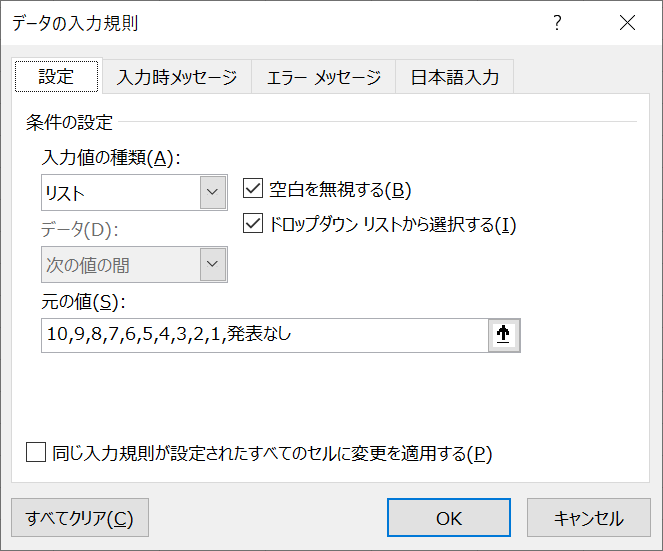 データの入力規則 ?
設定 入力時メッセージ エラー メッセージ 日本語入力
条件の設定
入力値の種類(A):
リスト
空白を無視する(B)
データ(D):
ドロップダウン リストから選択する(I)
次の値の間
元の値(S):
10,9,8,7,6,5,4,3,2,1,発表なし
同じ入力規則が設定されたすべてのセルに変更を適用する(P)
すべてクリア(C) OK キャンセル